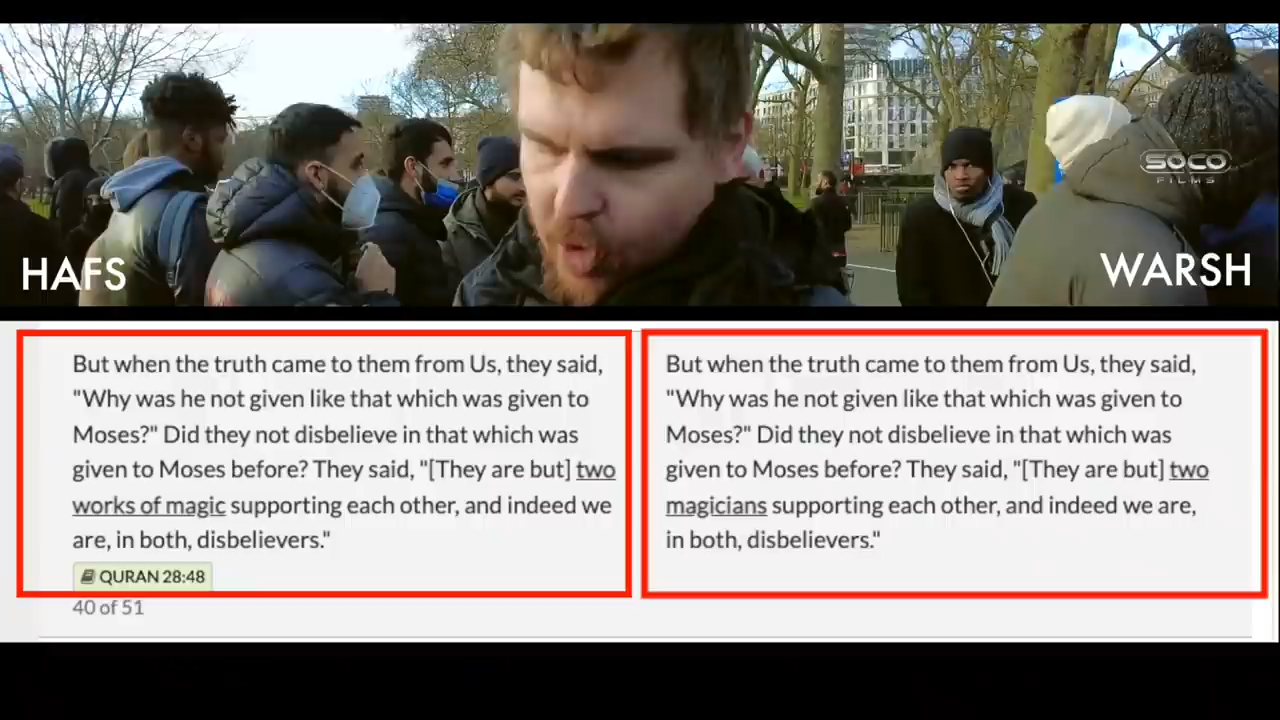 SOCO
FILMS
HAFS
WARSH
But when the truth came to them from Us, they said,
"Why was he not given like that which was given to
Moses?" Did they not disbelieve in that which was
given to Moses before? They said, "[They are but] two
works of magic supporting each other, and indeed we
are, in both, disbelievers."
QURAN 28:48
40 of 51
But when the truth came to them from Us, they said,
"Why was he not given like that which was given to
Moses?" Did they not disbelieve in that which was
given to Moses before? They said, "[They are but] two
magicians supporting each other, and indeed we are,
in both, disbelievers."